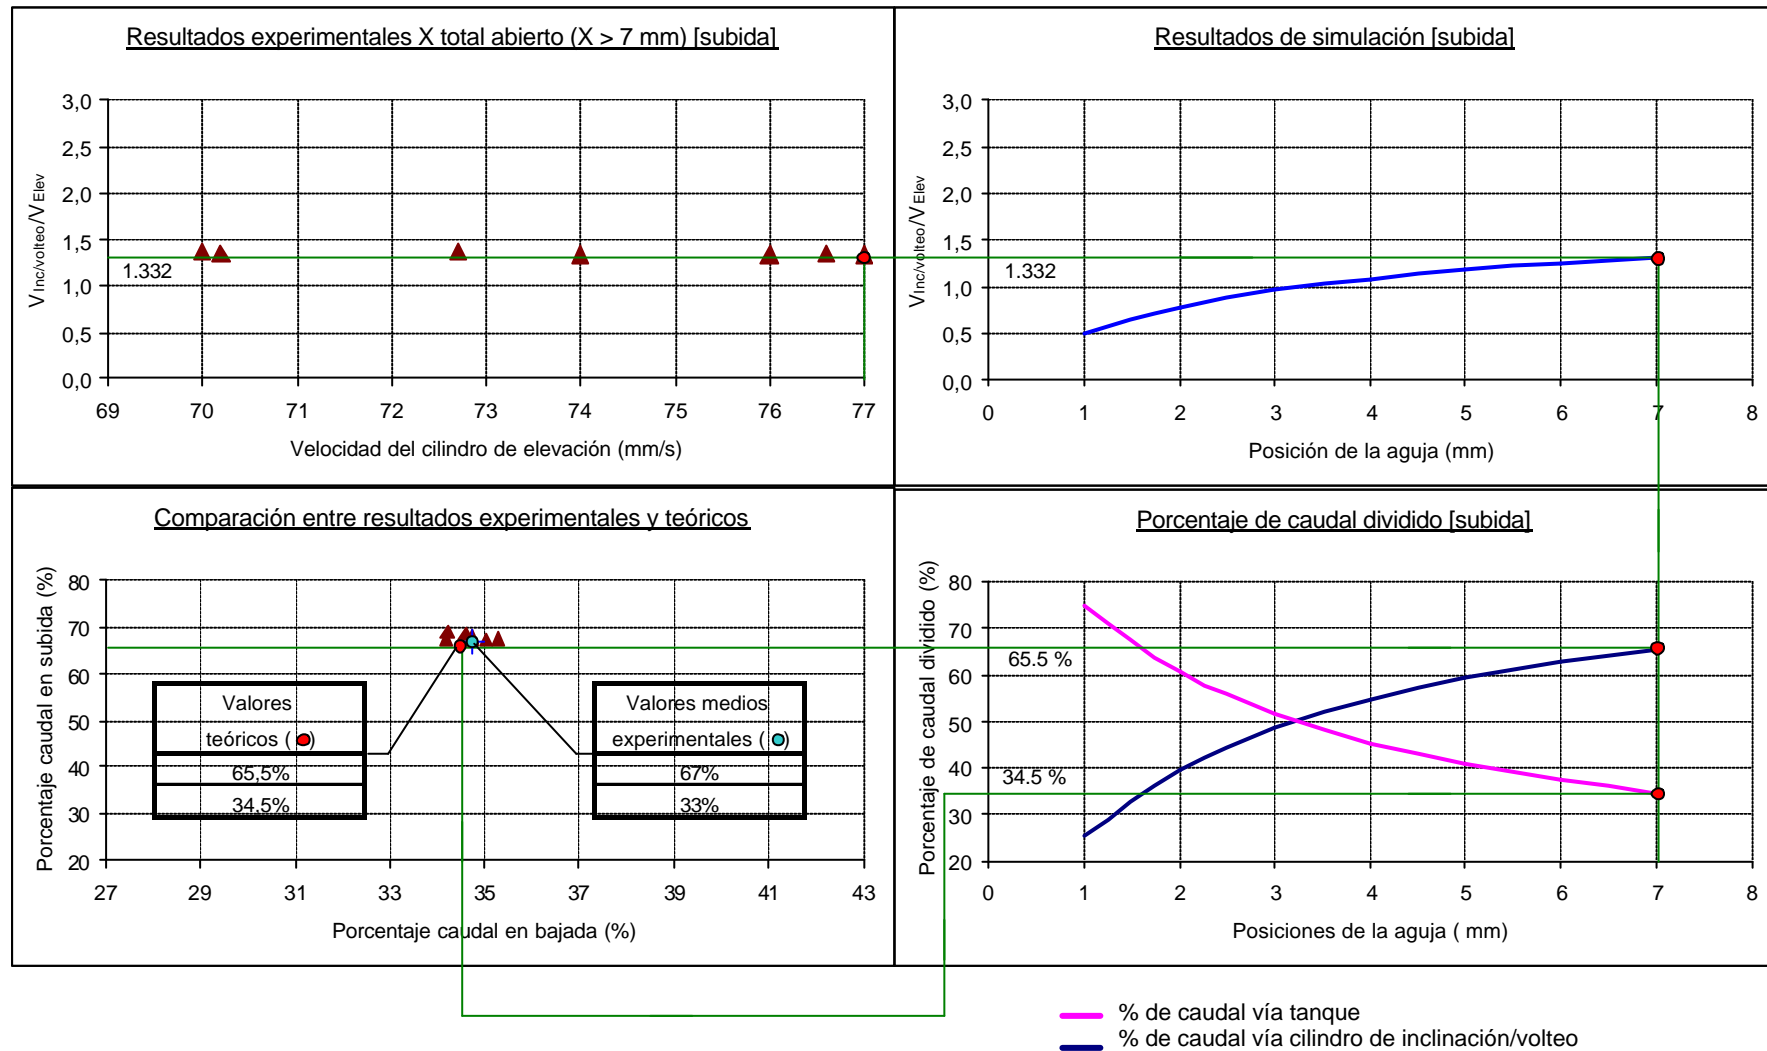 Resultados experimentales X total abierto (X > 7 mm) [subida]
VInc/volteo/VElev
3,0
2,5
2,0
1,5
1,0
0,5
0,0
1.332
69 70 71 72 73 74 75 76 77
Velocidad del cilindro de elevación (mm/s)
Resultados de simulación [subida]
VInc/volteo/VElev
3,0
2,5
2,0
1,5
1,0
0,5
0,0
1.332
0 1 2 3 4 5 6 7 8
Posición de la aguja (mm)
Comparación entre resultados experimentales y teóricos
Porcentaje caudal en subida (%)
80
70
60
50
40
30
20
Valores
teóricos ( )
65,5%
34,5%
Valores medios
experimentales ( )
67%
33%
27 29 31 33 35 37 39 41 43
Porcentaje caudal en bajada (%)
Porcentaje de caudal dividido [subida]
Porcentaje de caudal dividido (%)
80
70
60
50
40
30
20
65.5 %
34.5 %
0 1 2 3 4 5 6 7 8
Posiciones de la aguja ( mm)
% de caudal vía tanque
% de caudal vía cilindro de inclinación/volteo